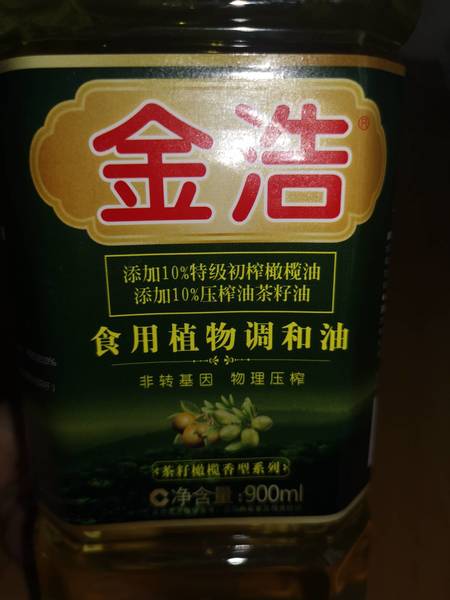 金浩®
添加10%特级初榨橄榄油
添加10%压榨油茶籽油
食用植物调和油
非转基因 物理压榨
茶籽橄榄香型系列
净含量:900ml